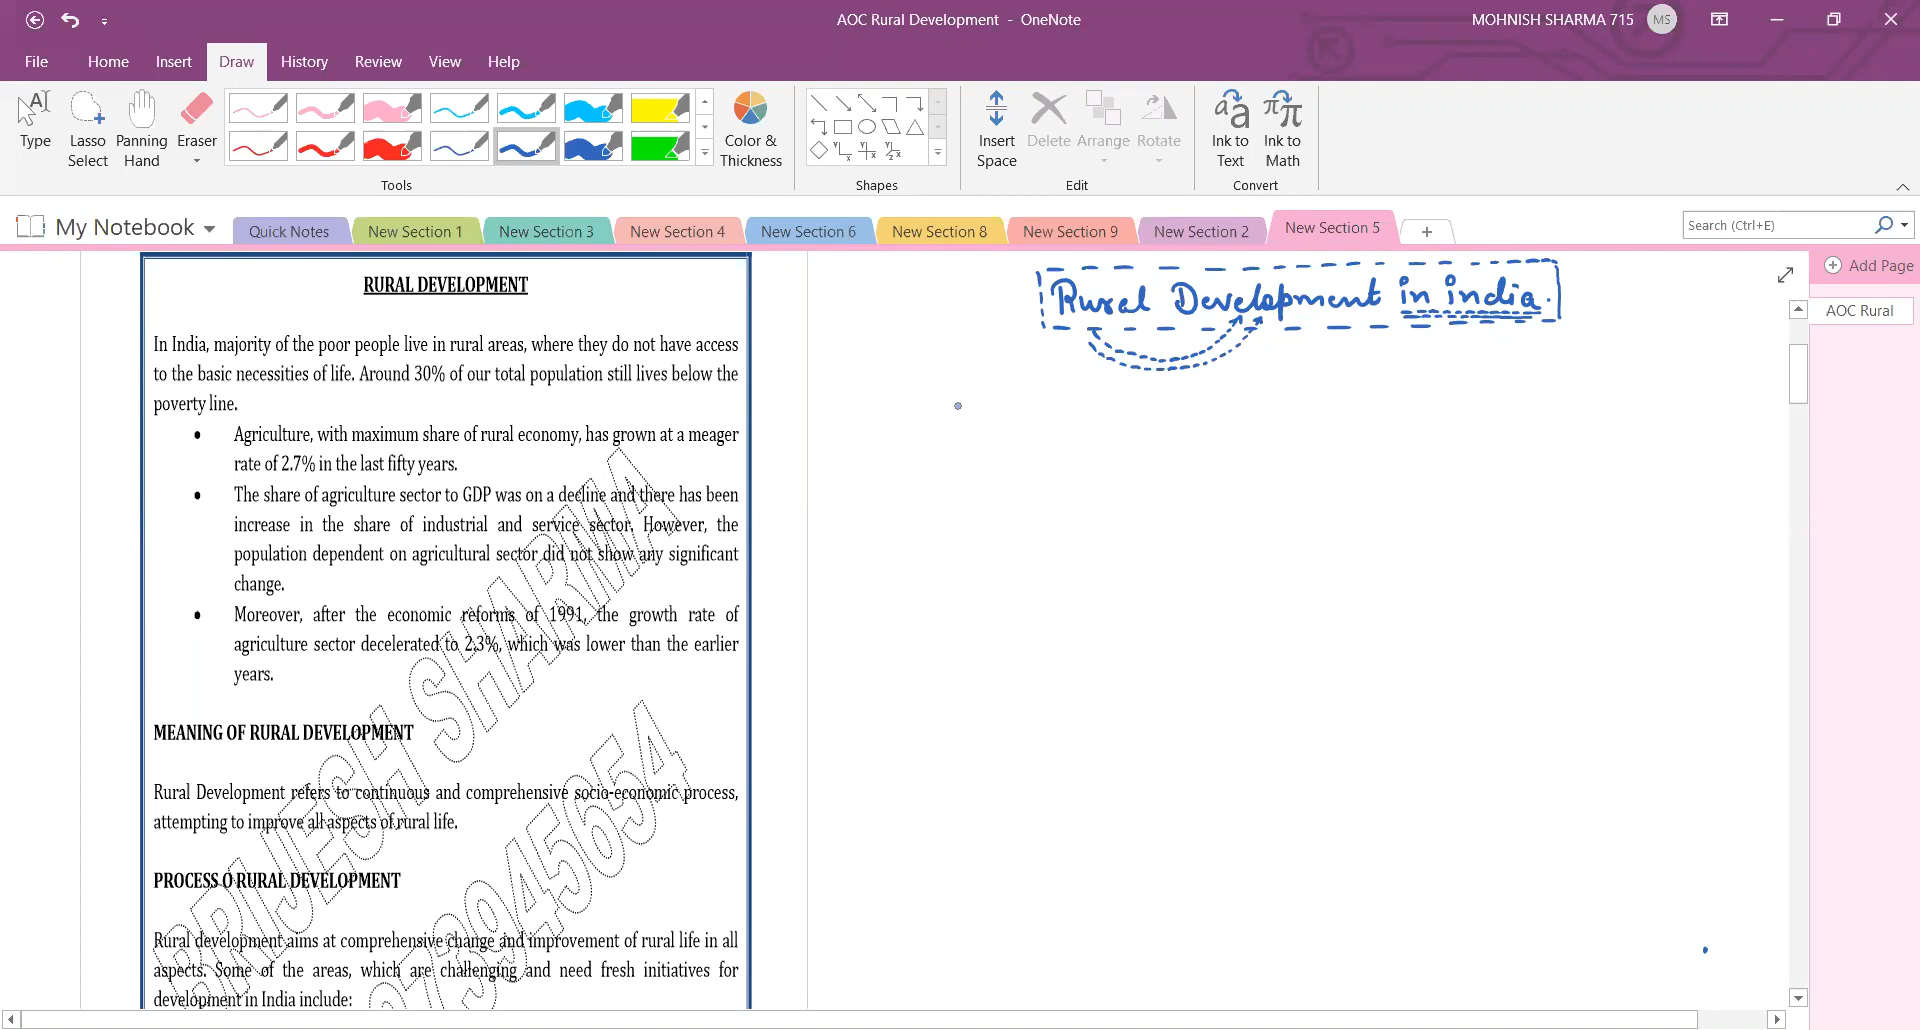 AOC Rural Development - OneNote
MOHNISH SHARMA 715
MS
File
Home
Insert
Draw
History
Review
View
Help
Type
Lasso Select
Panning Hand
Eraser
Color & Thickness
Insert Space
Delete
Arrange
Rotate
Ink to Text
Ink to Math
Tools
Shapes
Edit
Convert
My Notebook
Quick Notes
New Section 1
New Section 3
New Section 4
New Section 6
New Section 8
New Section 9
New Section 2
New Section 5
Search (Ctrl+E)
Add Page
AOC Rural
RURAL DEVELOPMENT
In India, majority of the poor people live in rural areas, where they do not have access
to the basic necessities of life. Around 30% of our total population still lives below the
poverty line.
• Agriculture, with maximum share of rural economy, has grown at a meager
rate of 2.7% in the last fifty years.
• The share of agriculture sector to GDP was on a decline and there has been
increase in the share of industrial and service sector. However, the
population dependent on agricultural sector did not show any significant
change.
• Moreover, after the economic reforms of 1991, the growth rate of
agriculture sector decelerated to 2.3%, which was lower than the earlier
years.
MEANING OF RURAL DEVELOPMENT
Rural Development refers to continuous and comprehensive socio-economic process,
attempting to improve all aspects of rural life.
PROCESS O RURAL DEVELOPMENT
Rural development aims at comprehensive change and improvement of rural life in all
aspects. Some of the areas, which are challenging and need fresh initiatives for
development in India include:
BRIJESH SHARMA
9873945654
Rural Development in india.